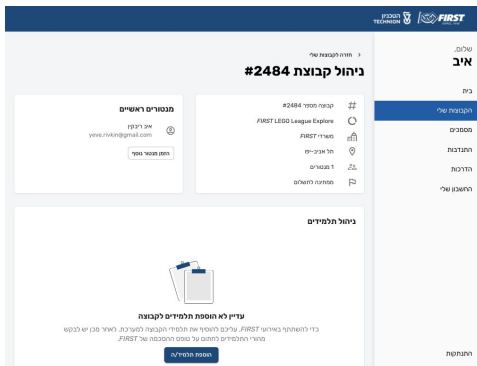 הטכניון
TECHNION
FIRST
ISRAEL
שלום,
איב
בית
הקבוצות שלי
מסמכים
התנדבות
הדרכות
החשבון שלי
התנתקות
חזרה לקבוצות שלי
ניהול קבוצת #2484
קבוצה מספר #2484
FIRST LEGO League Explore
משרדי FIRST
תל אביב-יפו
1 מנטורים
ממתינה לתשלום
מנטורים ראשיים
איב ריבקין
yeve.rivkin@gmail.com
הזמן מנטור נוסף
ניהול תלמידים
עדיין לא הוספת תלמידים לקבוצה
כדי להשתתף באירועי FIRST, עליכם להוסיף את תלמידי הקבוצה למערכת. לאחר מכן יש לבקש
מהורי התלמידים לחתום על טופס ההסכמה של FIRST.
הוספת תלמיד/ה